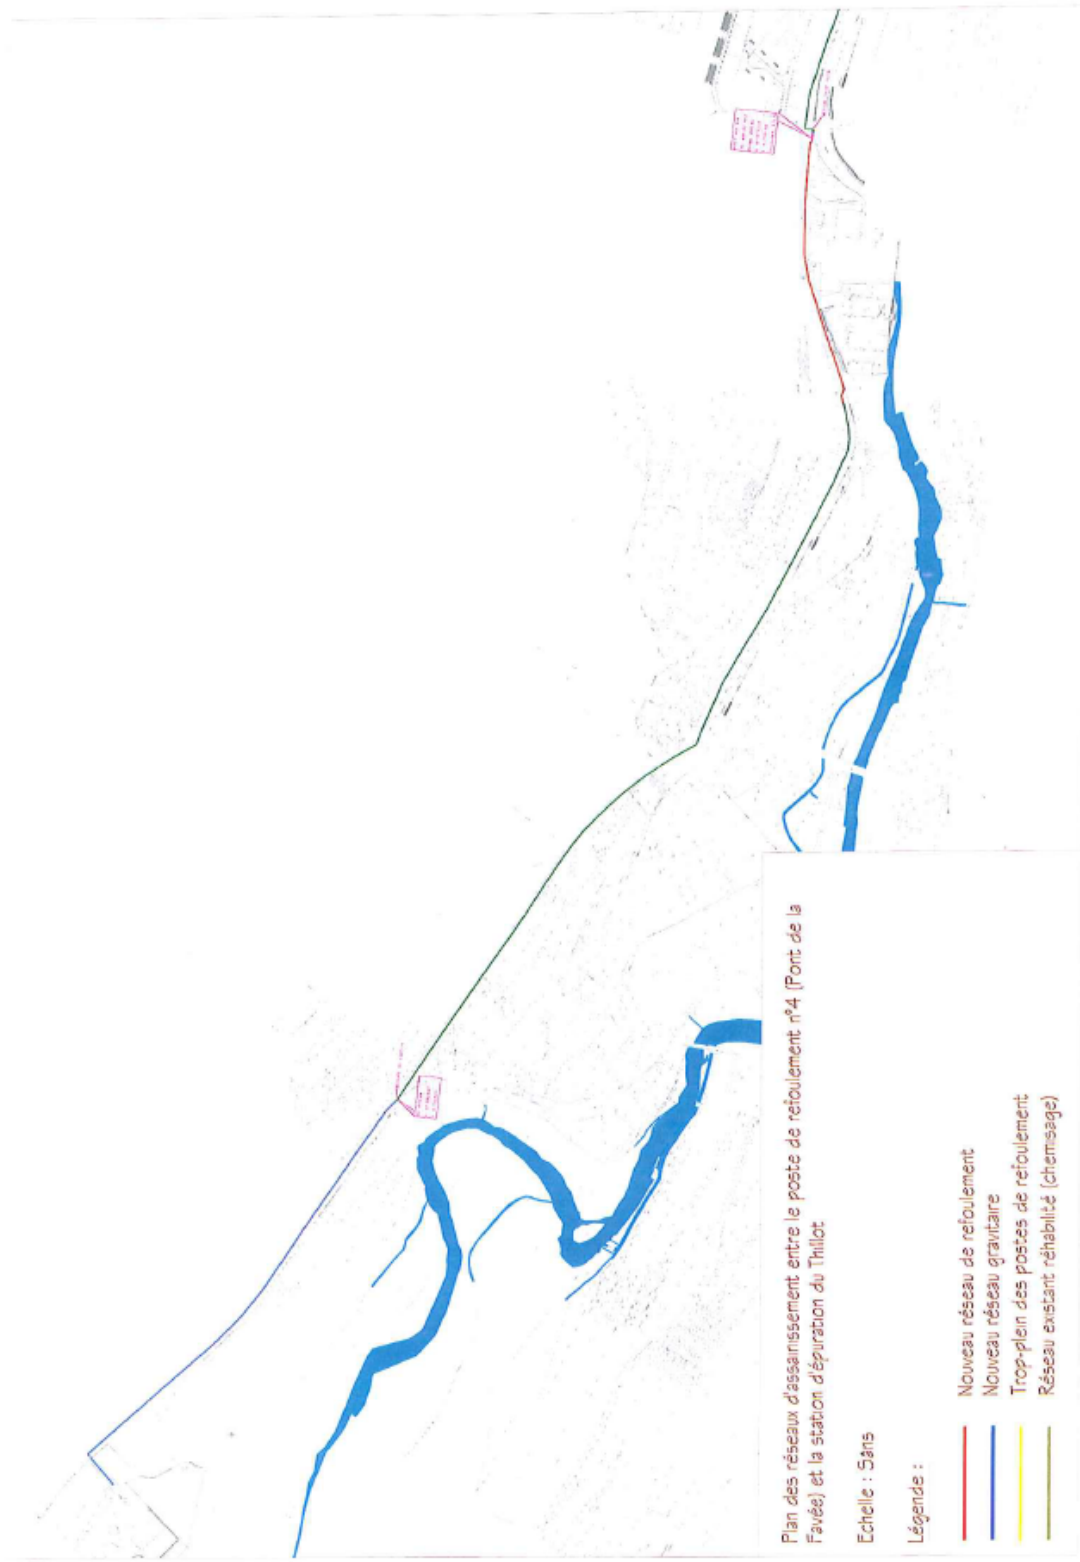 Plan des réseaux d'assainissement entre le poste de refoulement n°4 (Pont de la
Favée) et la station d'épuration du Thillot
Echelle : Sans
Légende :
Nouveau réseau de refoulement
Nouveau réseau gravitaire
Trop-plein des postes de refoulement
Réseau existant réhabilité (chemisage)